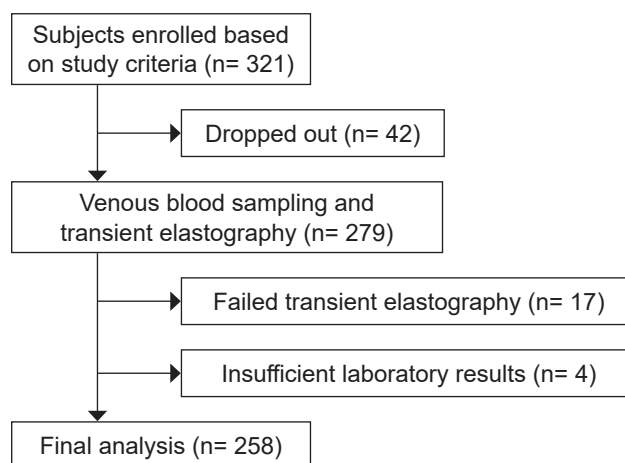 Subjects enrolled based
on study criteria (n= 321)
Dropped out (n= 42)
Venous blood sampling and
transient elastography (n= 279)
Failed transient elastography (n= 17)
Insufficient laboratory results (n= 4)
Final analysis (n= 258)